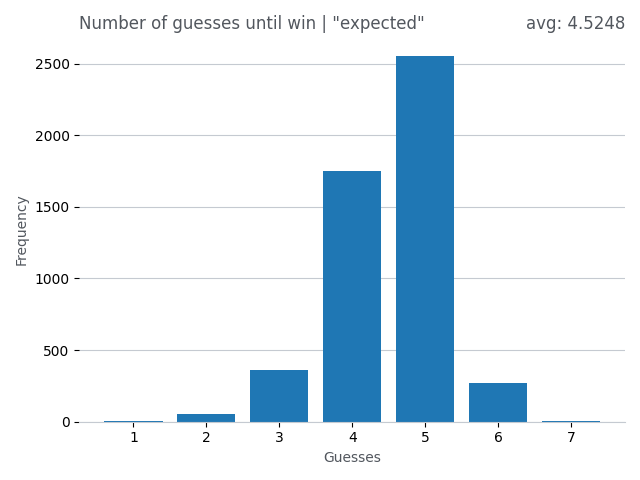 Number of guesses until win | "expected"
avg: 4.5248
2500
2000
1500
1000
500
0
Frequency
1 2 3 4 5 6 7
Guesses